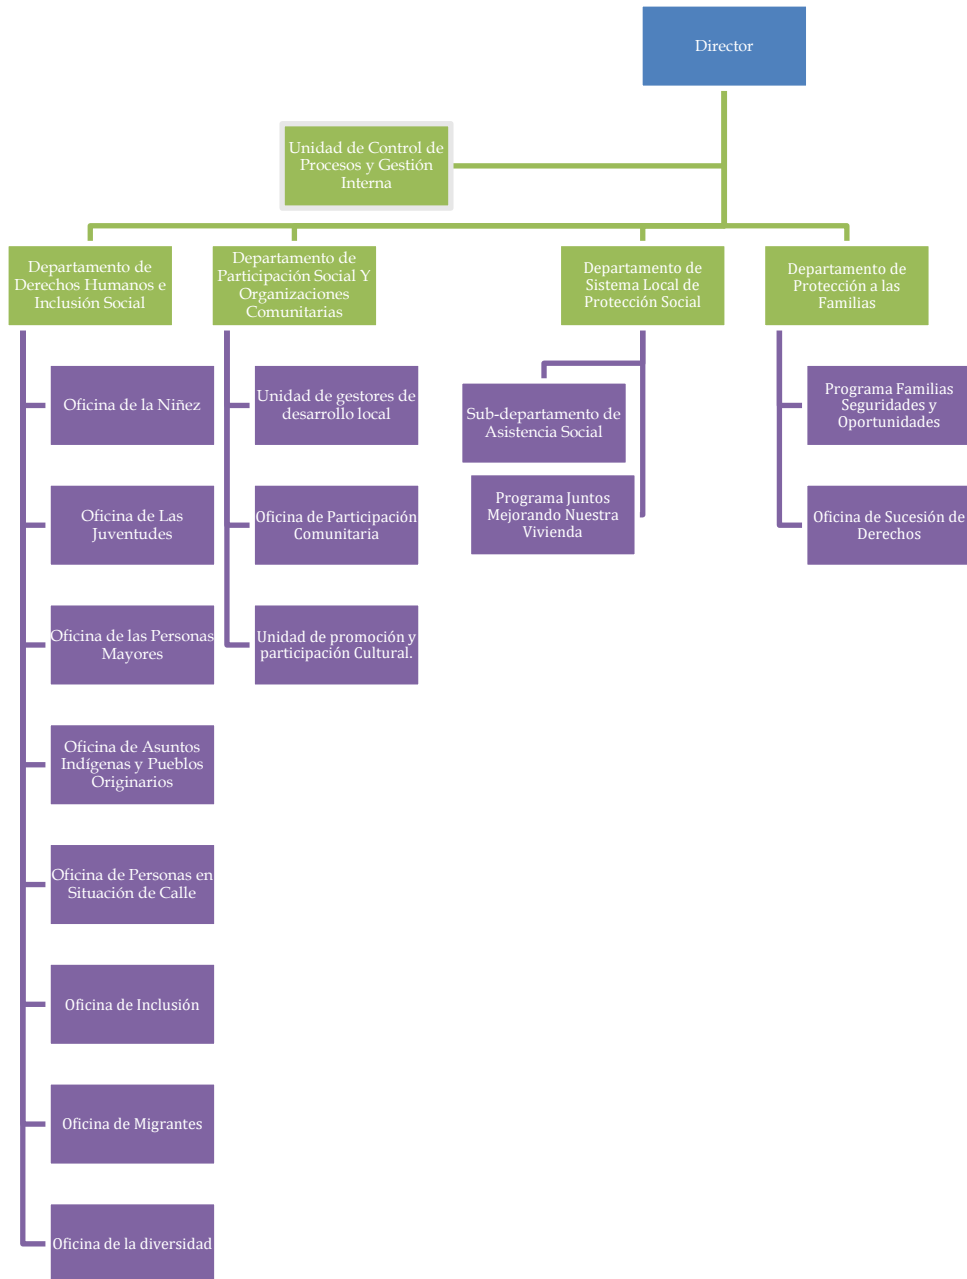 Director
Unidad de Control de
Procesos y Gestión
Interna
Departamento de
Derechos Humanos e
Inclusión Social
Departamento de
Participación Social Y
Organizaciones
Comunitarias
Departamento de
Sistema Local de
Protección Social
Departamento de
Protección a las
Familias
Oficina de la Niñez
Oficina de Las
Juventudes
Oficina de las Personas
Mayores
Oficina de Asuntos
Indígenas y Pueblos
Originarios
Oficina de Personas en
Situación de Calle
Oficina de Inclusión
Oficina de Migrantes
Oficina de la diversidad
Unidad de gestores de
desarrollo local
Oficina de Participación
Comunitaria
Unidad de promoción y
participación Cultural.
Sub-departamento de
Asistencia Social
Programa Juntos
Mejorando Nuestra
Vivienda
Programa Familias
Seguridades y
Oportunidades
Oficina de Sucesión de
Derechos